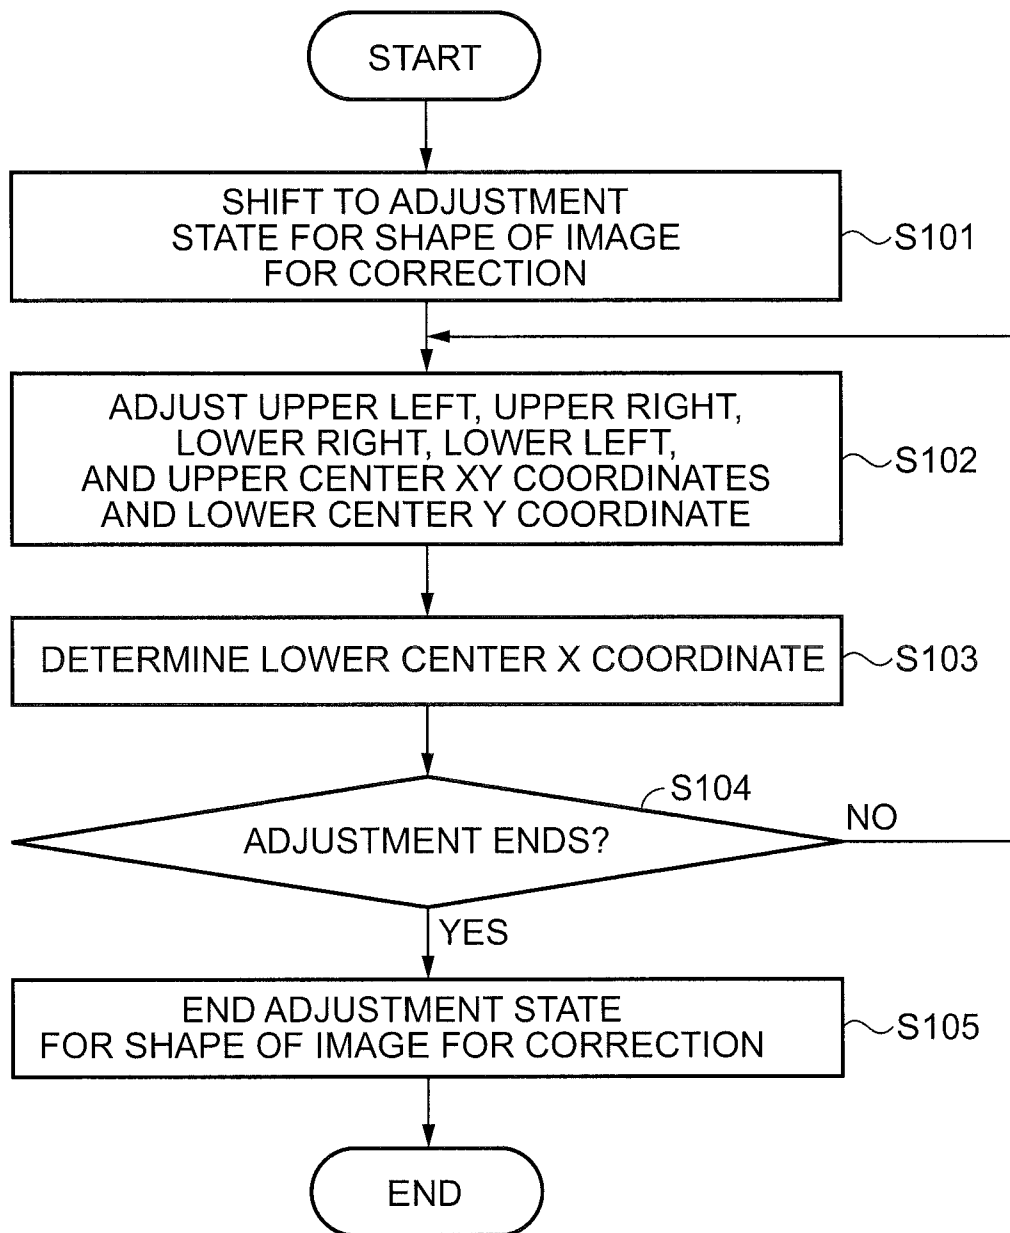 START
SHIFT TO ADJUSTMENT
STATE FOR SHAPE OF IMAGE
FOR CORRECTION
S101
ADJUST UPPER LEFT, UPPER RIGHT,
LOWER RIGHT, LOWER LEFT,
AND UPPER CENTER XY COORDINATES
AND LOWER CENTER Y COORDINATE
S102
DETERMINE LOWER CENTER X COORDINATE
S103
S104
ADJUSTMENT ENDS?
NO
YES
END ADJUSTMENT STATE
FOR SHAPE OF IMAGE FOR CORRECTION
S105
END